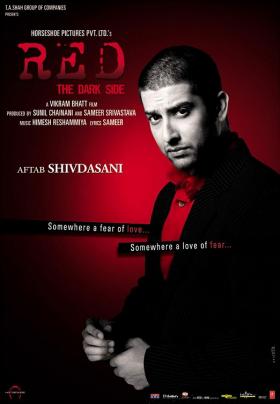 T.A.SHAH GROUP OF COMPANIES
PRESENTS
HORSESHOE PICTURES PVT. LTD.'s
RED
THE DARK SIDE
A
VIKRAM BHATT FILM
PRODUCED BY SUNIL CHAINANI AND SAMEER SRIVASTAVA
MUSIC HIMESH RESHAMMIYA LYRICS SAMEER
AFTAB SHIVDASANI
Somewhere a fear of love...
Somewhere a love of fear...